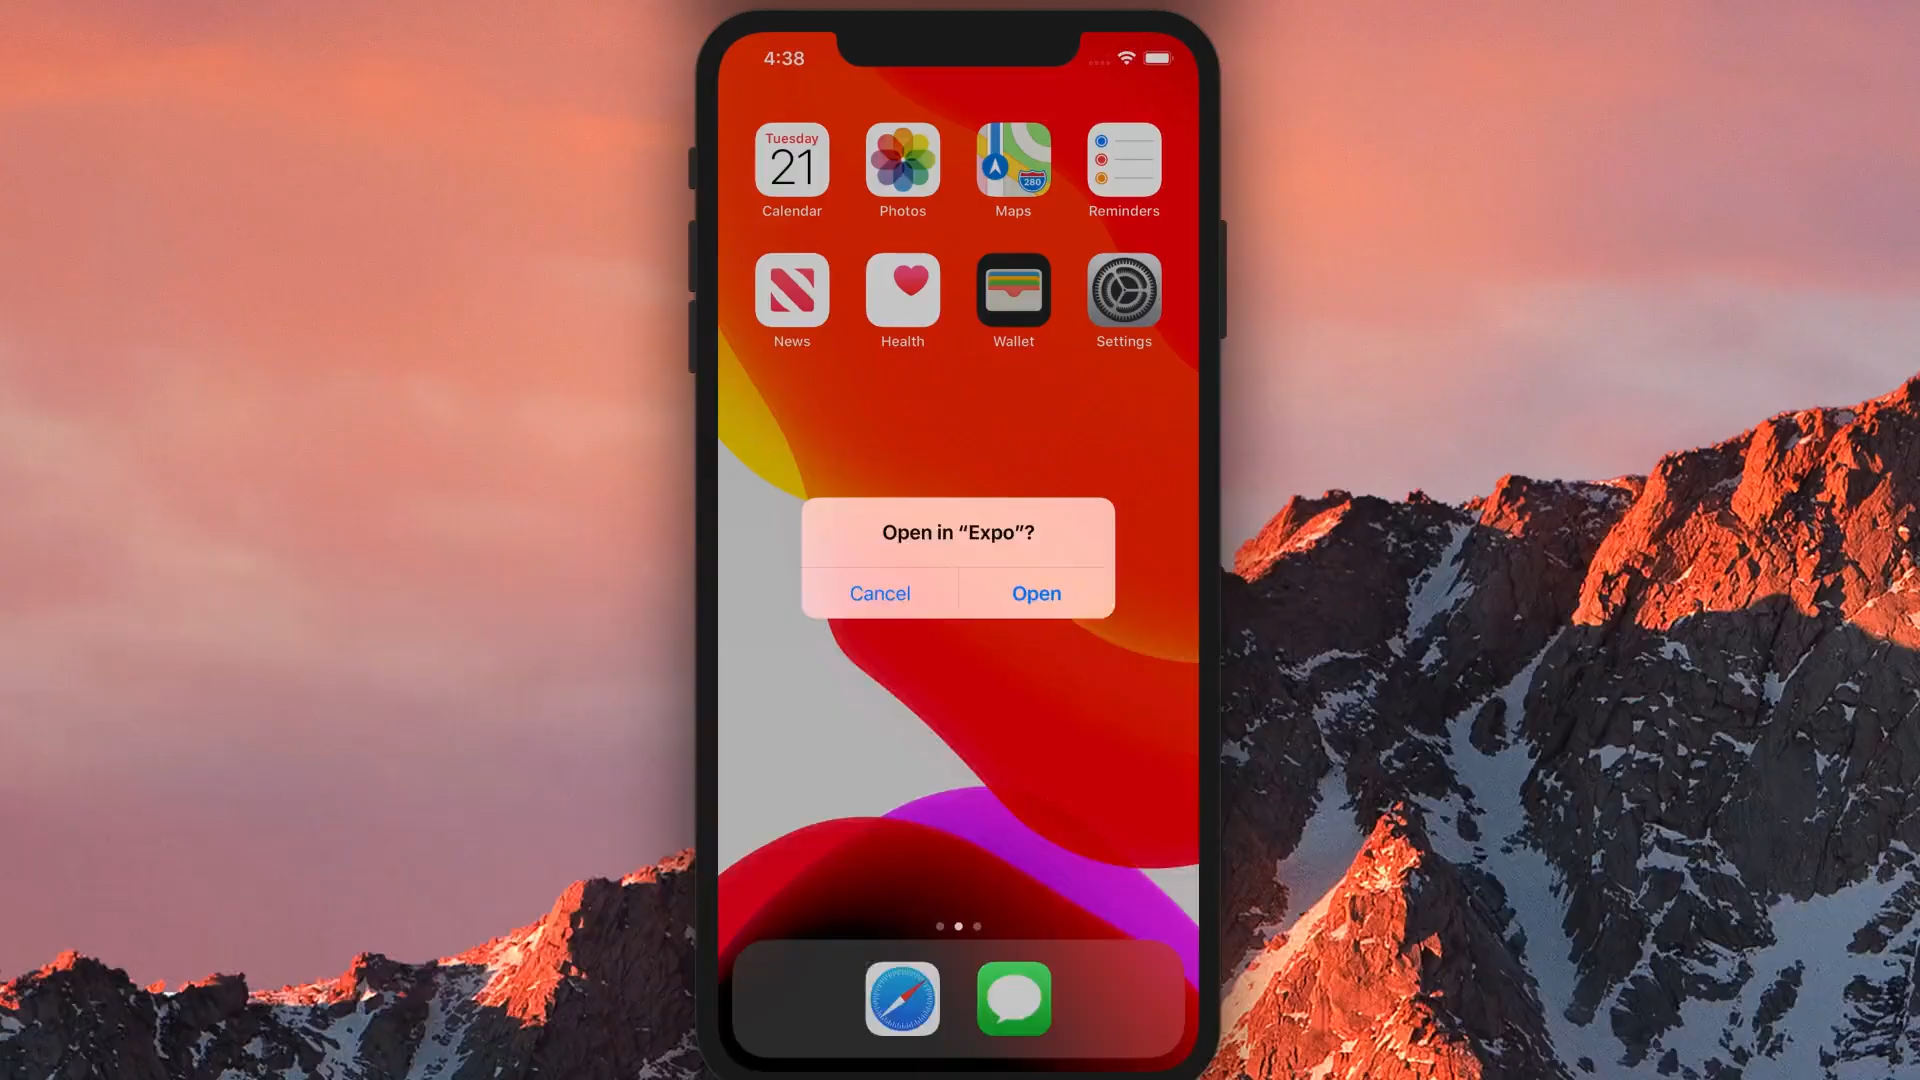 4:38
Tuesday
21
280
Calendar
Photos
Maps
Reminders
News
Health
Wallet
Settings
Open in “Expo”?
Cancel
Open